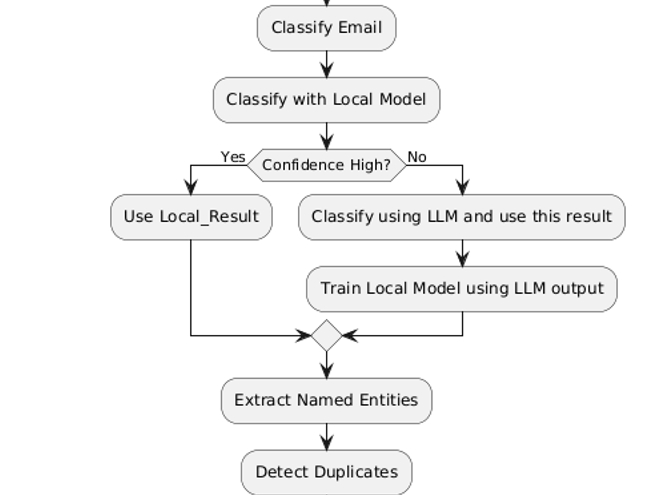 Classify Email
Classify with Local Model
Yes
Confidence High?
No
Use Local_Result
Classify using LLM and use this result
Train Local Model using LLM output
Extract Named Entities
Detect Duplicates